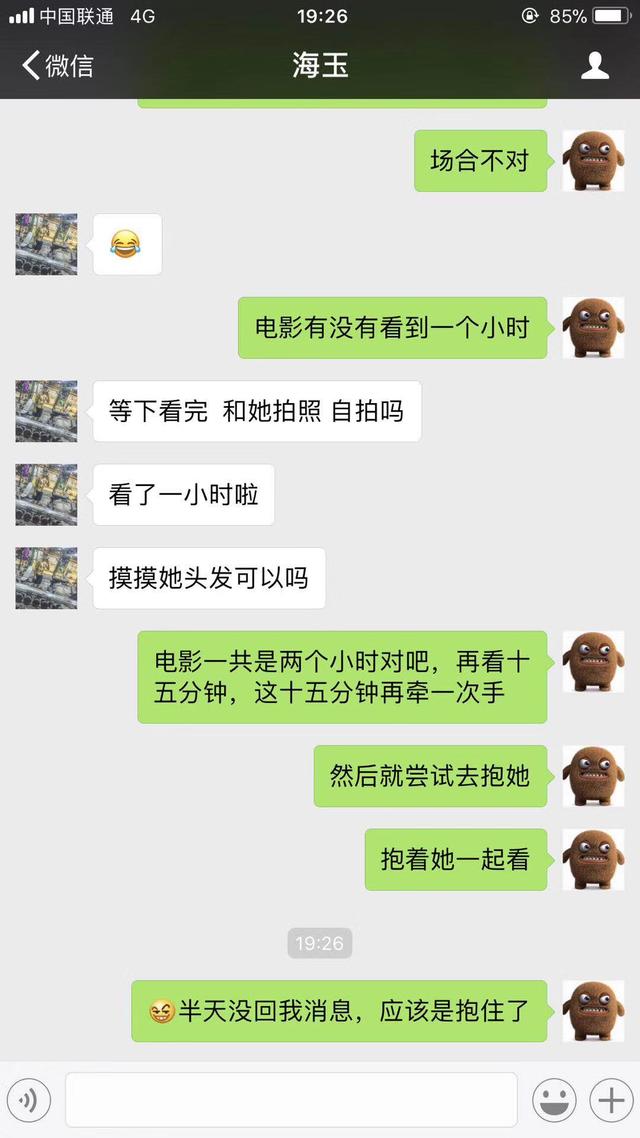 中国联通 4G 19:26 85%
微信 海玉
场合不对
😂
电影有没有看到一个小时
等下看完 和她拍照 自拍吗
看了一小时啦
摸摸她头发可以吗
电影一共是两个小时对吧，再看十
五分钟，这十五分钟再牵一次手
然后就尝试去抱她
抱着她一起看
19:26
😆半天没回我消息，应该是抱住了